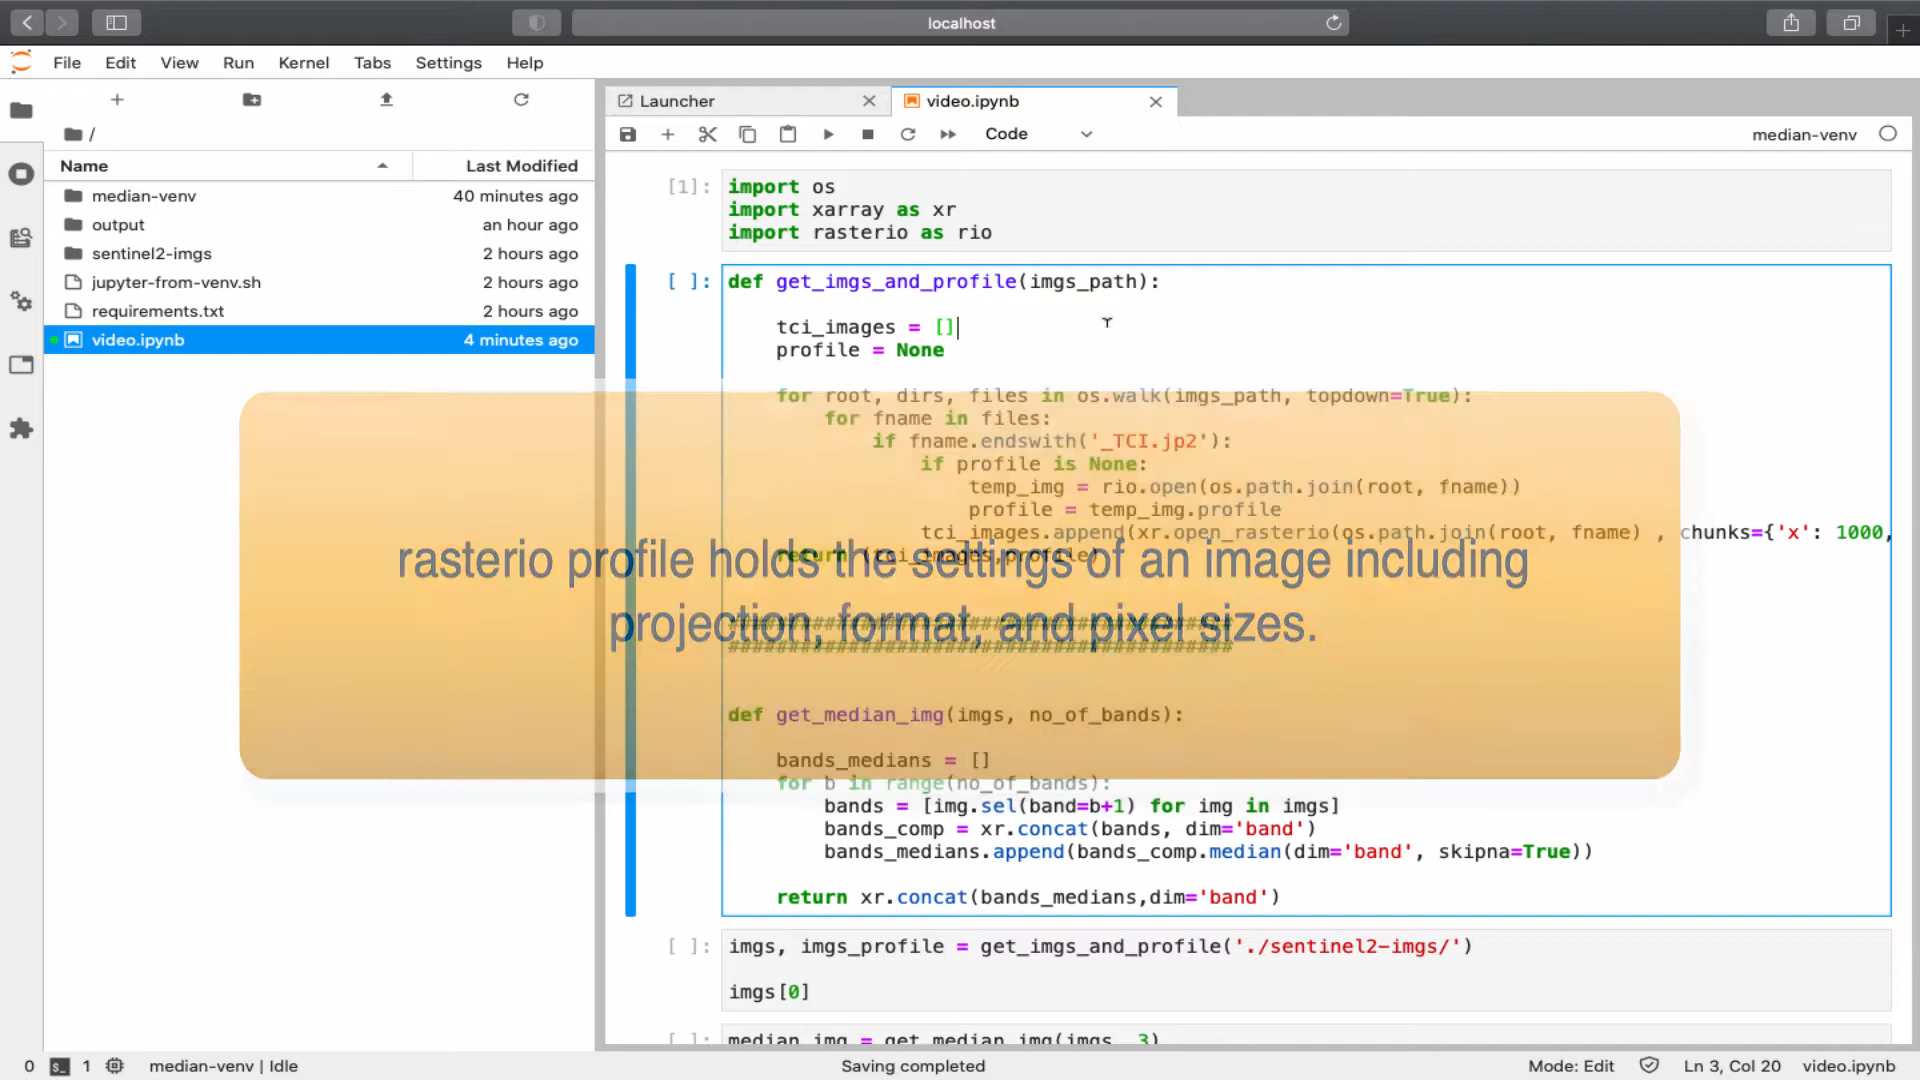 localhost
File Edit View Run Kernel Tabs Settings Help
Launcher
video.ipynb
/
Code
median-venv
Name
Last Modified
median-venv 40 minutes ago
output an hour ago
sentinel2-imgs 2 hours ago
jupyter-from-venv.sh 2 hours ago
requirements.txt 2 hours ago
video.ipynb 4 minutes ago
[1]:
import os
import xarray as xr
import rasterio as rio
[ ]:
def get_imgs_and_profile(imgs_path):
tci_images = []
profile = None
for root, dirs, files in os.walk(imgs_path, topdown=True):
for fname in files:
if fname.endswith('_TCI.jp2'):
if profile is None:
temp_img = rio.open(os.path.join(root, fname))
profile = temp_img.profile
tci_images.append(xr.open_rasterio(os.path.join(root, fname) , chunks={'x': 1000,
return (tci_images,profile)
rasterio profile holds the settings of an image including
projection, format, and pixel sizes.
##########################################
##########################################
def get_median_img(imgs, no_of_bands):
bands_medians = []
for b in range(no_of_bands):
bands = [img.sel(band=b+1) for img in imgs]
bands_comp = xr.concat(bands, dim='band')
bands_medians.append(bands_comp.median(dim='band', skipna=True))
return xr.concat(bands_medians,dim='band')
[ ]:
imgs, imgs_profile = get_imgs_and_profile('./sentinel2-imgs/')
imgs[0]
[ ]:
median_img = get_median_img(imgs, 3)
0 1 median-venv | Idle
Saving completed
Mode: Edit
Ln 3, Col 20 video.ipynb